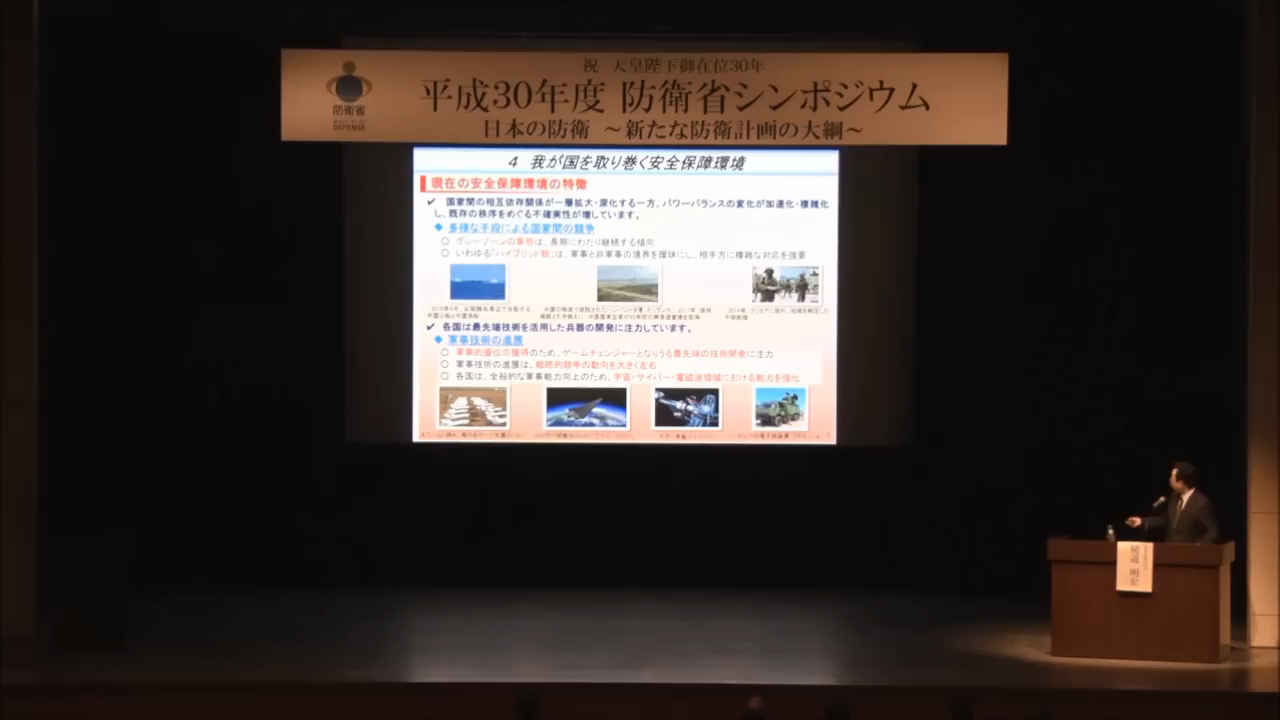 祝 天皇陛下御在位30年
平成30年度 防衛省シンポジウム
日本の防衛 ～新たな防衛計画の大綱～
防衛省
MINISTRY OF
DEFENSE
4 我が国を取り巻く安全保障環境
現在の安全保障環境の特徴
✓ 国家間の相互依存関係が一層拡大・深化する一方、パワーバランスの変化が加速化・複雑化
し、既存の秩序をめぐる不確実性が増しています。
◆ 多様な手段による国家間の競争
○ グレーゾーンの事態は、長期にわたり継続する傾向
○ いわゆる「ハイブリッド戦」は、軍事と非軍事の境界を曖昧にし、相手方に複雑な対応を強要
✓ 各国は最先端技術を活用した兵器の開発に注力しています。
◆ 軍事技術の進展
○ 軍事的優位の獲得のため、ゲームチェンジャーとなりうる最先端の技術開発に注力
○ 軍事技術の進展は、戦略的競争の動向を大きく左右
○ 各国は、全般的な軍事能力向上のため、宇宙・サイバー・電磁波領域における能力を強化